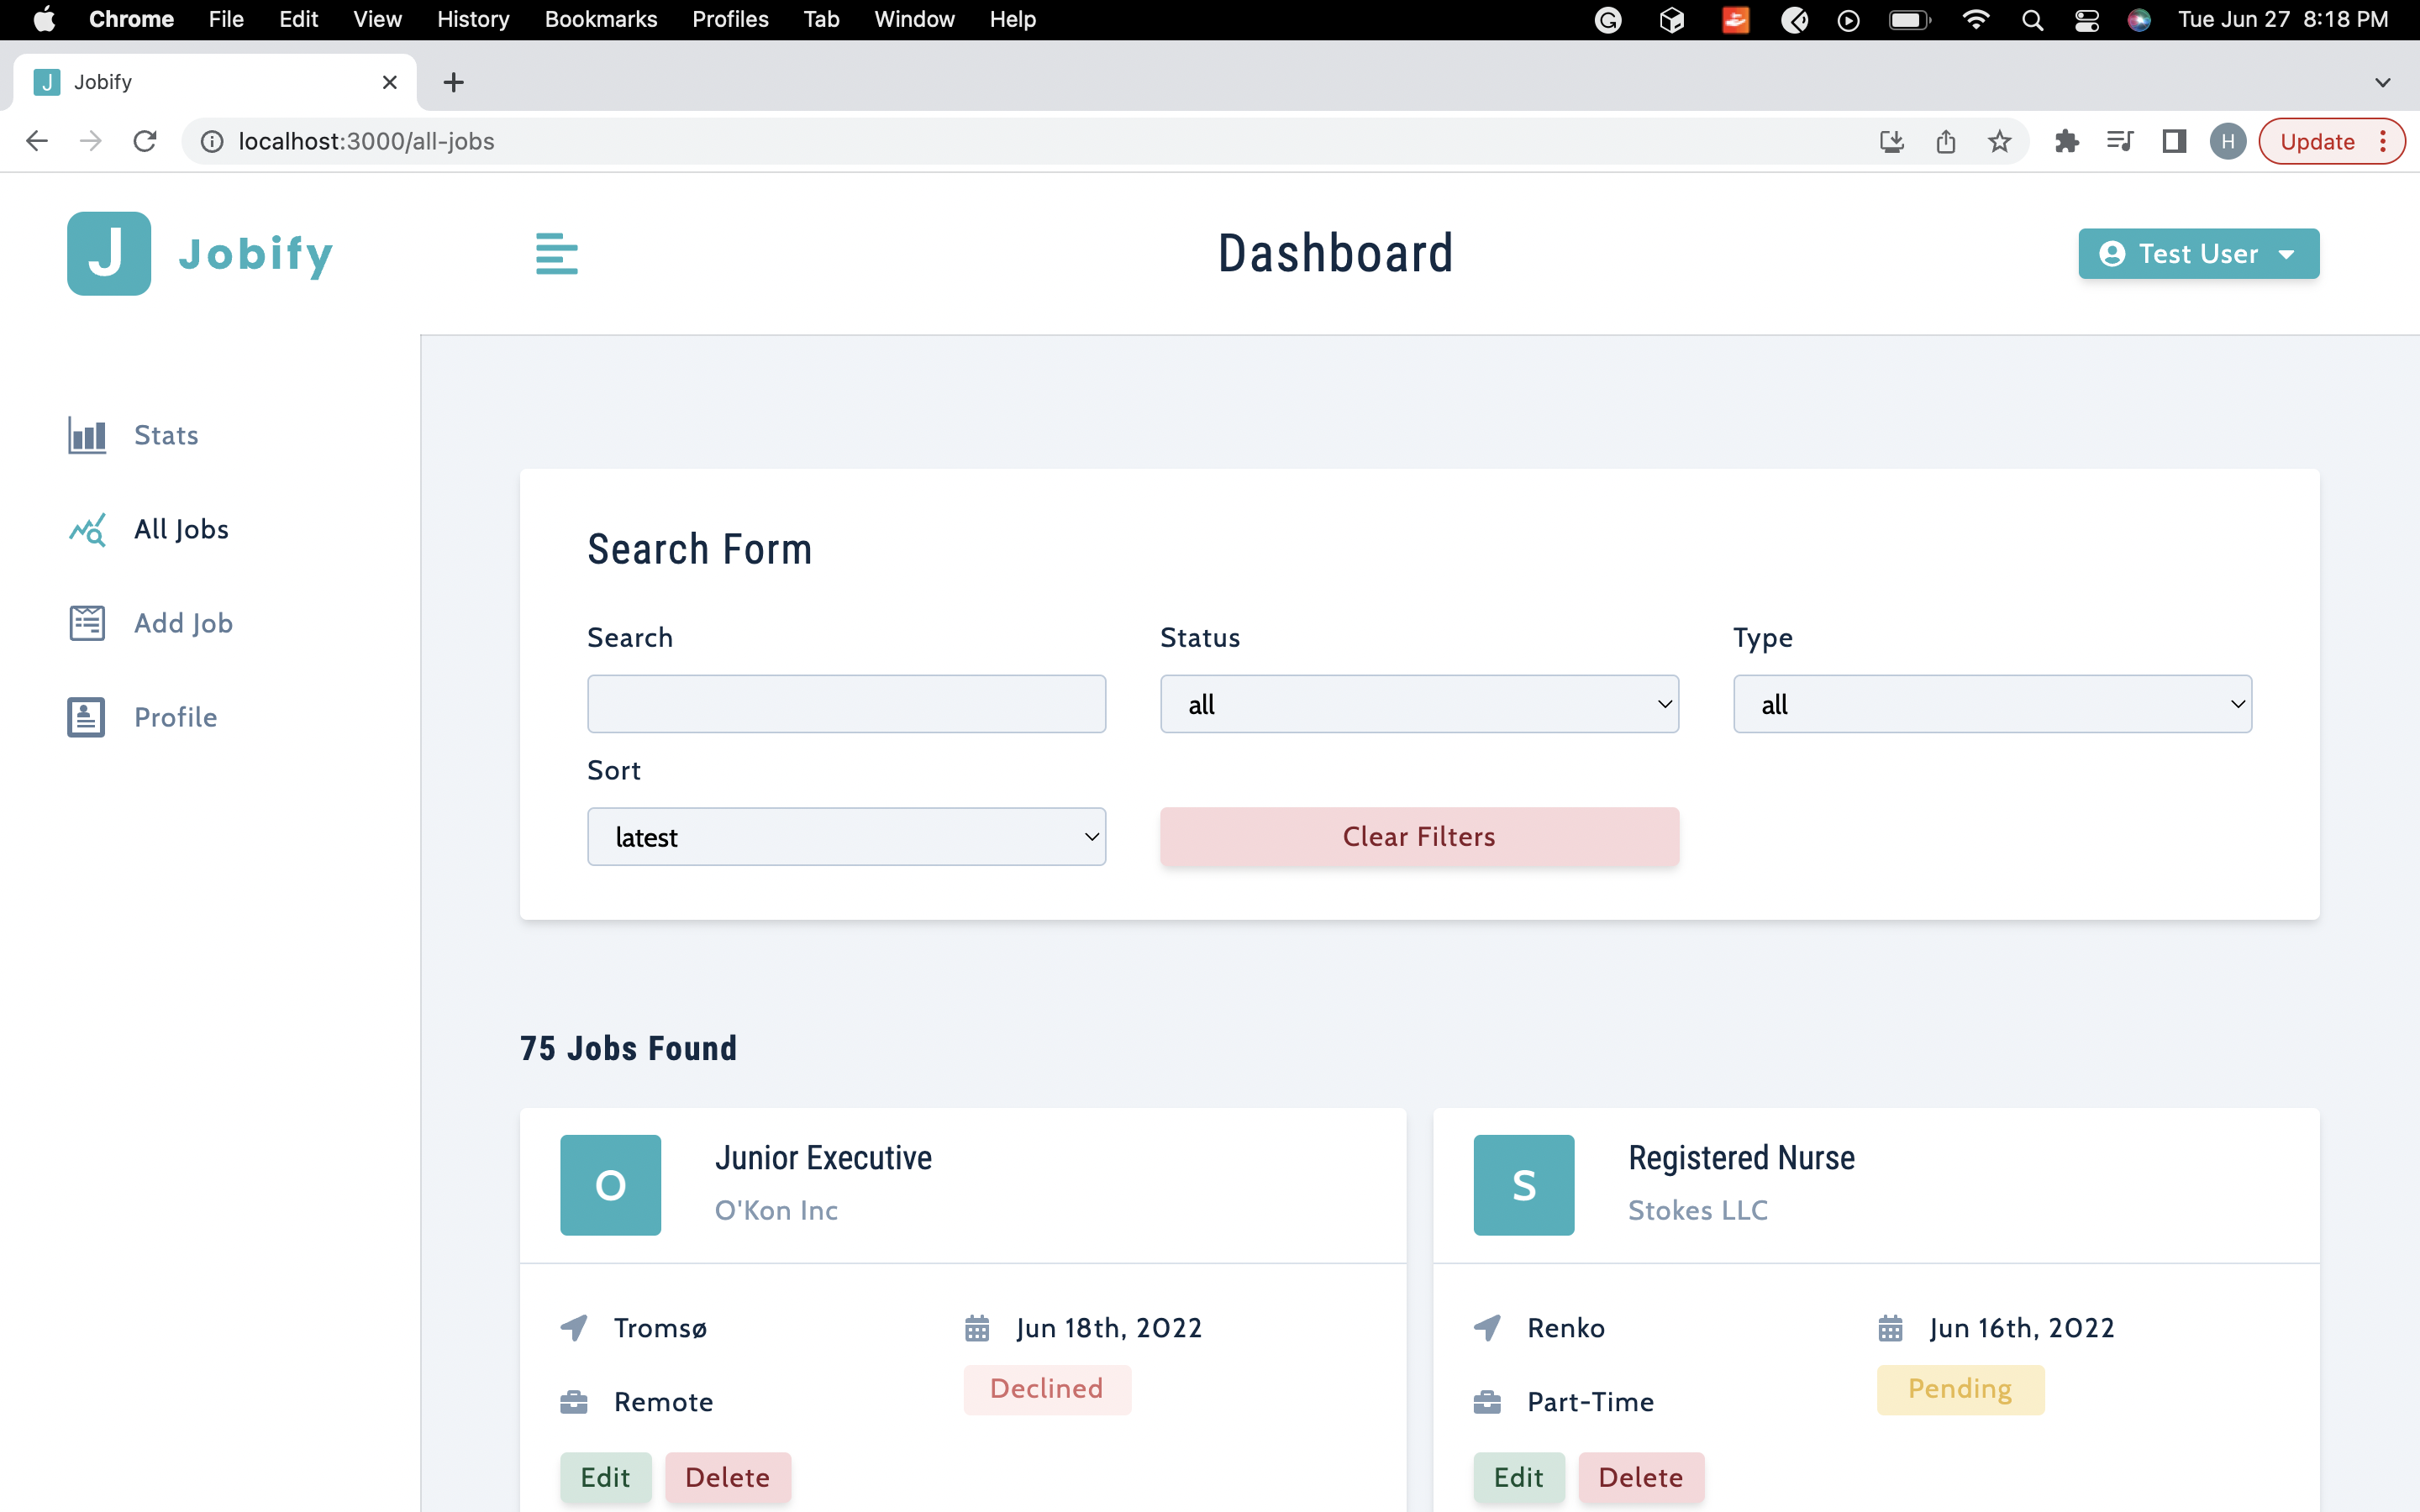 Chrome File Edit View History Bookmarks Profiles Tab Window Help Tue Jun 27 8:18 PM
J Jobify
localhost:3000/all-jobs H Update
J Jobify Dashboard Test User
Stats
All Jobs
Add Job
Profile
Search Form
Search Status Type
all all
Sort
latest Clear Filters
75 Jobs Found
O Junior Executive S Registered Nurse
O'Kon Inc Stokes LLC
Tromsø Jun 18th, 2022 Renko Jun 16th, 2022
Remote Declined Part-Time Pending
Edit Delete Edit Delete